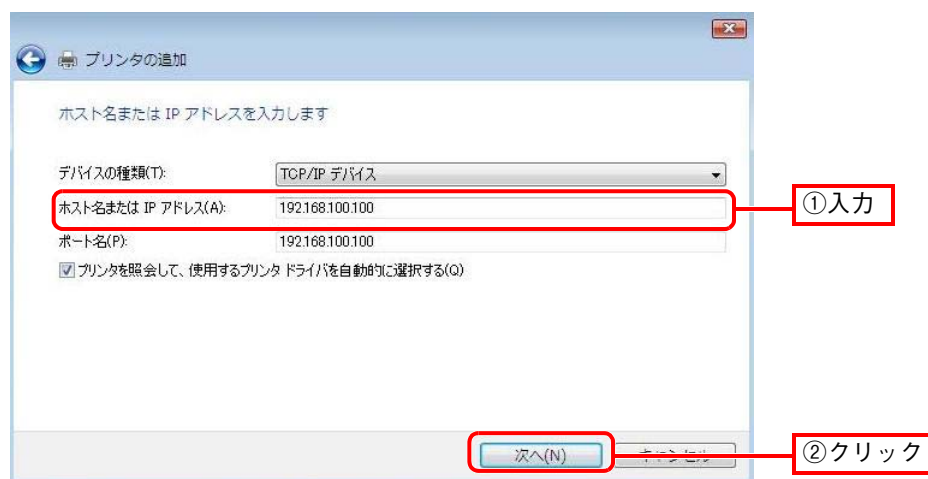 プリンタの追加
ホスト名または IP アドレスを入力します
デバイスの種類(T): TCP/IP デバイス
ホスト名または IP アドレス(A): 192.168.100.100
①入力
ポート名(P): 192.168.100.100
プリンタを照会して、使用するプリンタ ドライバを自動的に選択する(Q)
次へ(N) キャンセル
②クリック